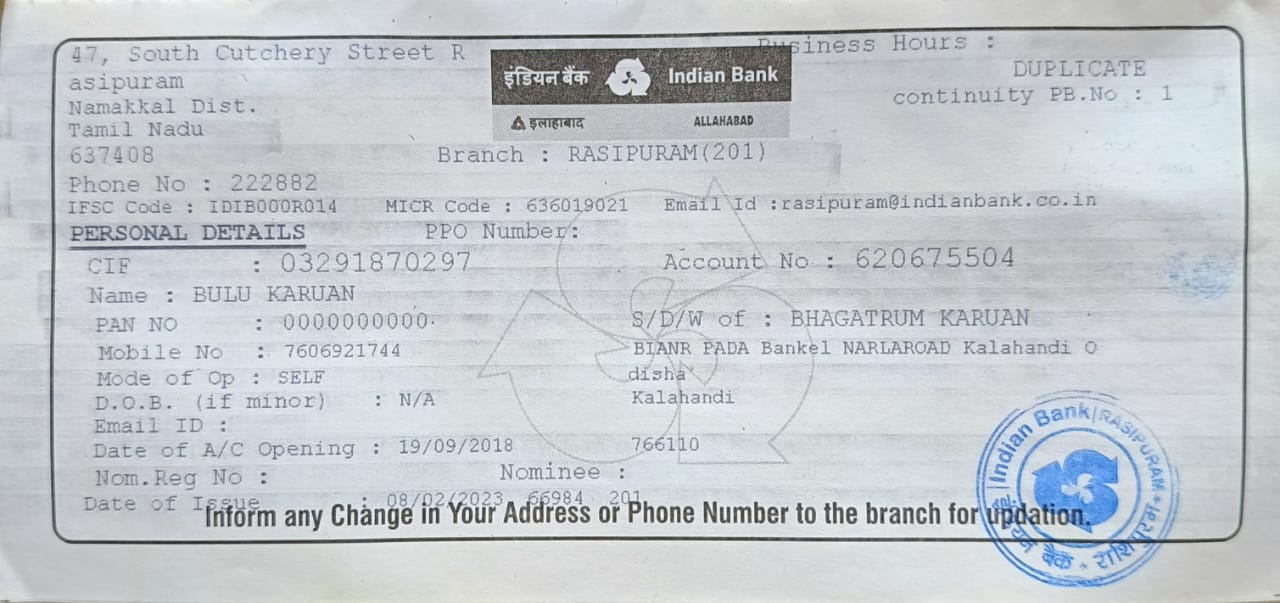 47, South Cutchery Street R
asipuram
Namakkal Dist.
Tamil Nadu
637408
Phone No : 222882
इंडियन बैंक Indian Bank
इलाहाबाद ALLAHABAD
Business Hours :
DUPLICATE
continuity PB.No : 1
Branch : RASIPURAM(201)
IFSC Code : IDIB000R014 MICR Code : 636019021 Email Id :rasipuram@indianbank.co.in
PERSONAL DETAILS PPO Number:
CIF : 03291870297 Account No : 620675504
Name : BULU KARUAN
PAN NO : 0000000000 S/D/W of : BHAGATRUM KARUAN
Mobile No : 7606921744 BIANR PADA Bankel NARLAROAD Kalahandi O
Mode of Op : SELF disha
D.O.B. (if minor) : N/A Kalahandi
Email ID :
Date of A/C Opening : 19/09/2018 766110
Nom.Reg No : Nominee :
Date of Issue : 08/02/2023 66984 201
Inform any Change in Your Address or Phone Number to the branch for updation.
Indian Bank RASIPURAM
बैंक राशिपुरम